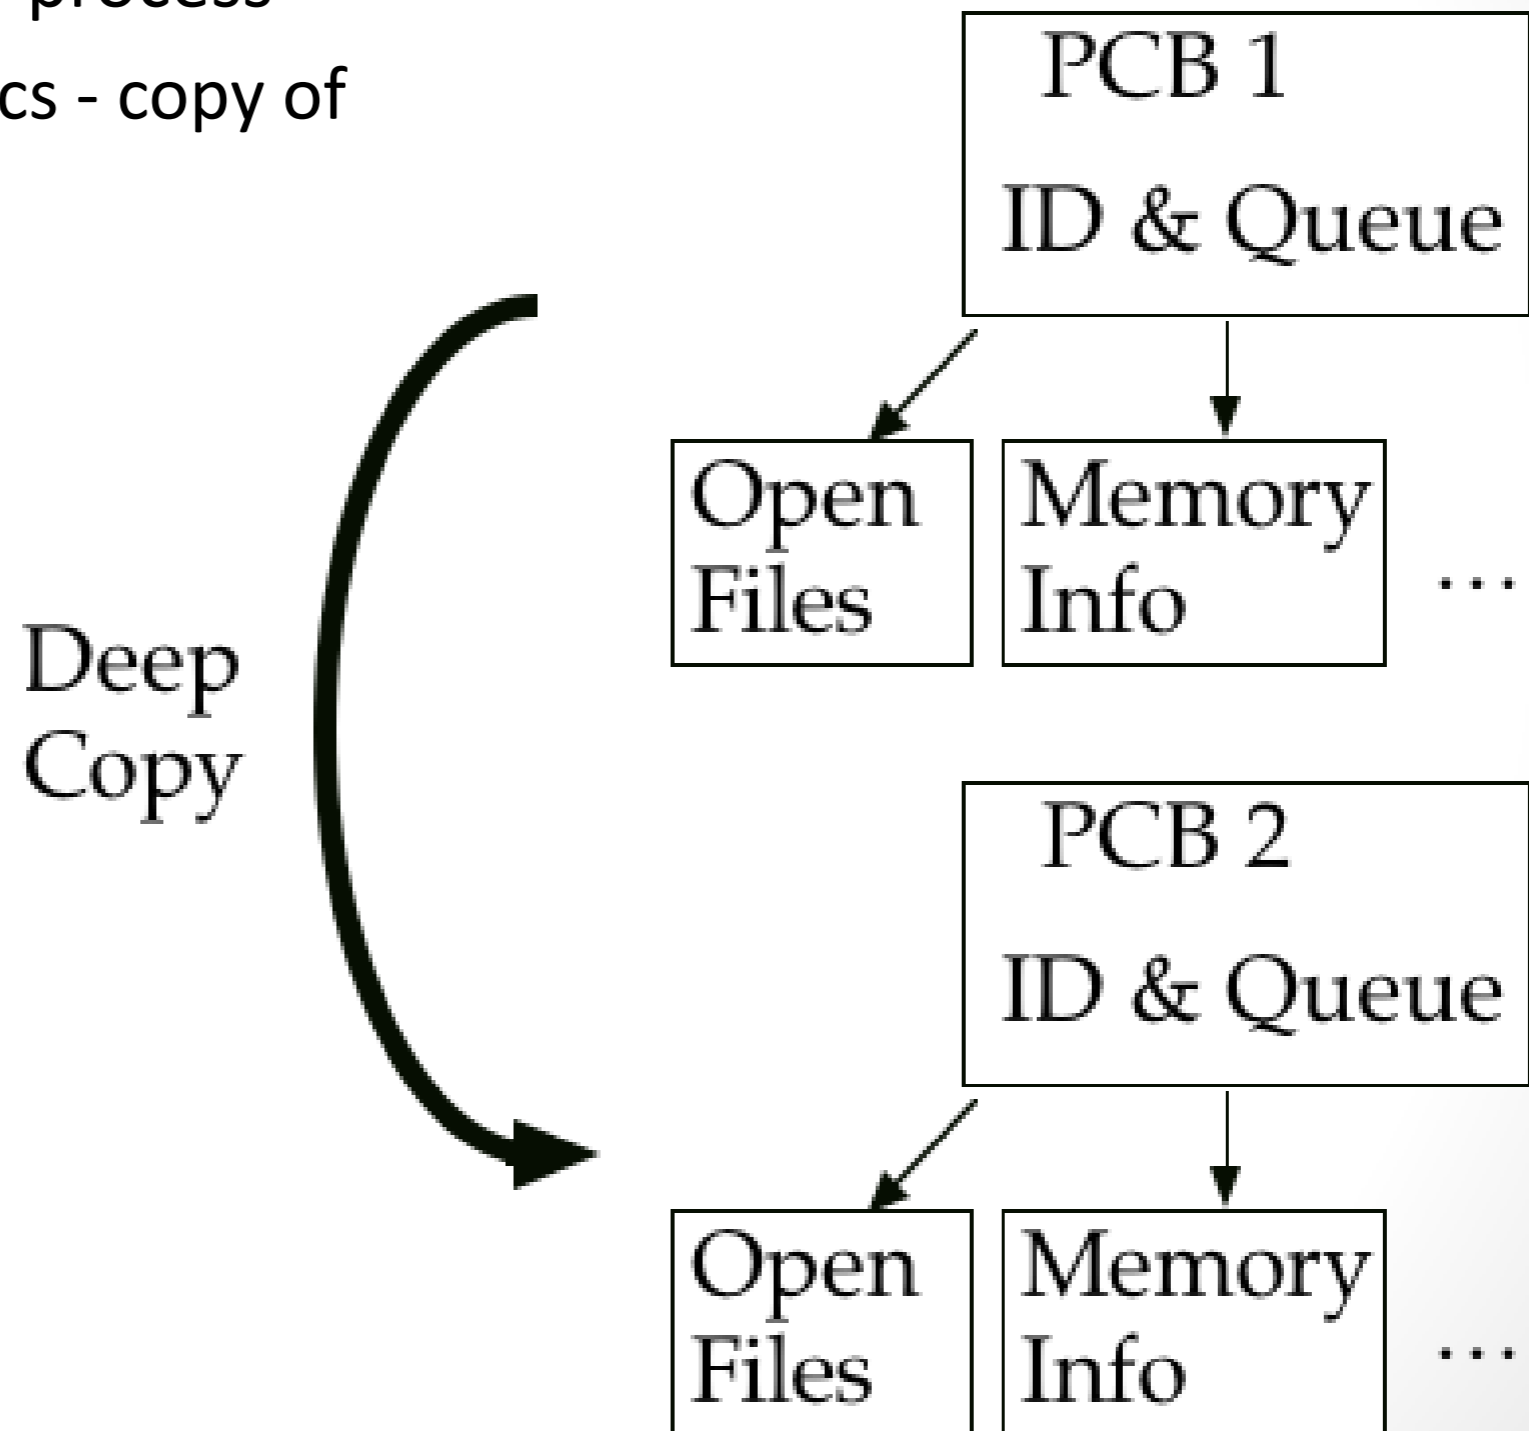 process
cs - copy of
PCB 1
ID & Queue
Open
Files
Memory
Info
...
Deep
Copy
PCB 2
ID & Queue
Open
Files
Memory
Info
...